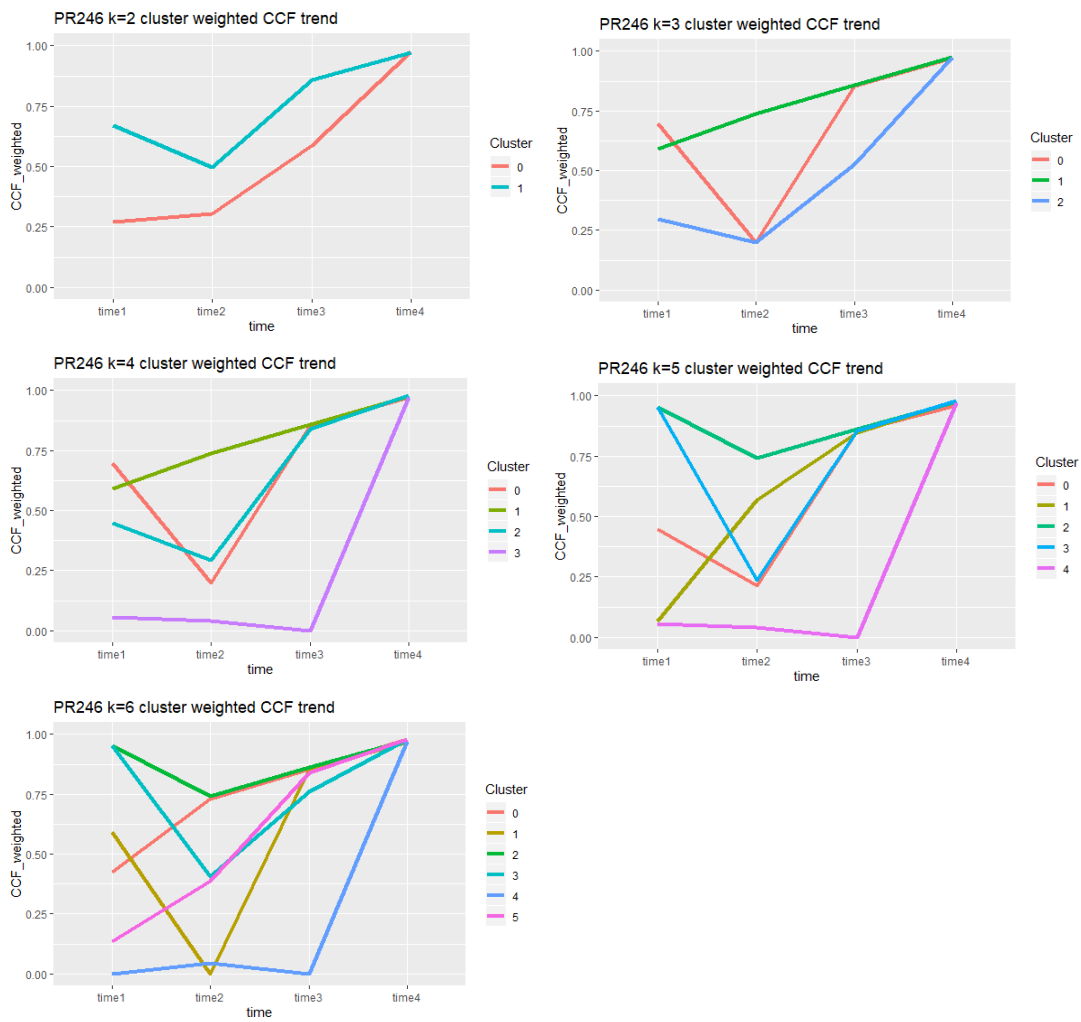 PR246 k=2 cluster weighted CCF trend
1.00
0.75
0.50
0.25
0.00
CCF_weighted
time1 time2 time3 time4
time
Cluster
0
1
PR246 k=3 cluster weighted CCF trend
1.00
0.75
0.50
0.25
0.00
CCF_weighted
time1 time2 time3 time4
time
Cluster
0
1
2
PR246 k=4 cluster weighted CCF trend
1.00
0.75
0.50
0.25
0.00
CCF_weighted
time1 time2 time3 time4
time
Cluster
0
1
2
3
PR246 k=5 cluster weighted CCF trend
1.00
0.75
0.50
0.25
0.00
CCF_weighted
time1 time2 time3 time4
time
Cluster
0
1
2
3
4
PR246 k=6 cluster weighted CCF trend
1.00
0.75
0.50
0.25
0.00
CCF_weighted
time1 time2 time3 time4
time
Cluster
0
1
2
3
4
5